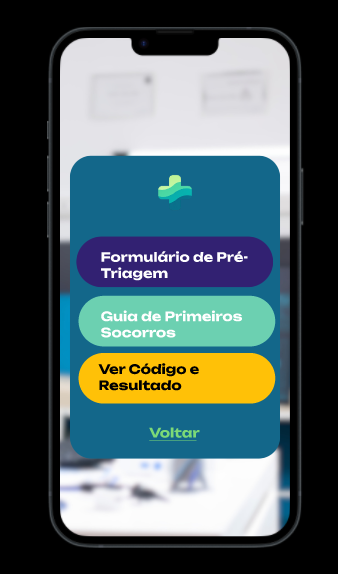 Formulário de Pré-
Triagem
Guia de Primeiros
Socorros
Ver Código e
Resultado
Voltar